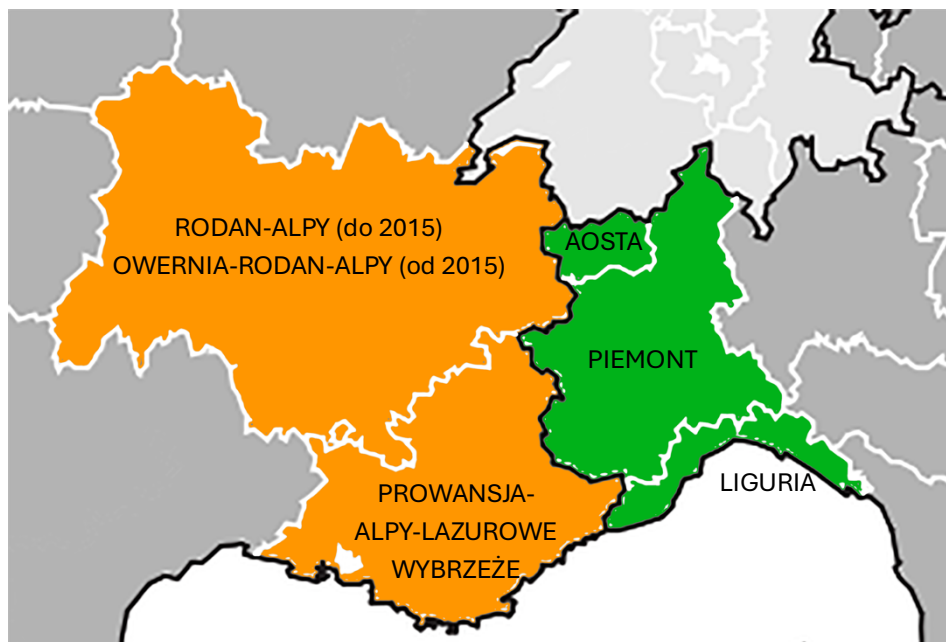 RODAN-ALPY (do 2015)
OWERNIA-RODAN-ALPY (od 2015)
AOSTA
PIEMONT
LIGURIA
PROWANSJA-
ALPY-LAZUROWE
WYBRZEŻE